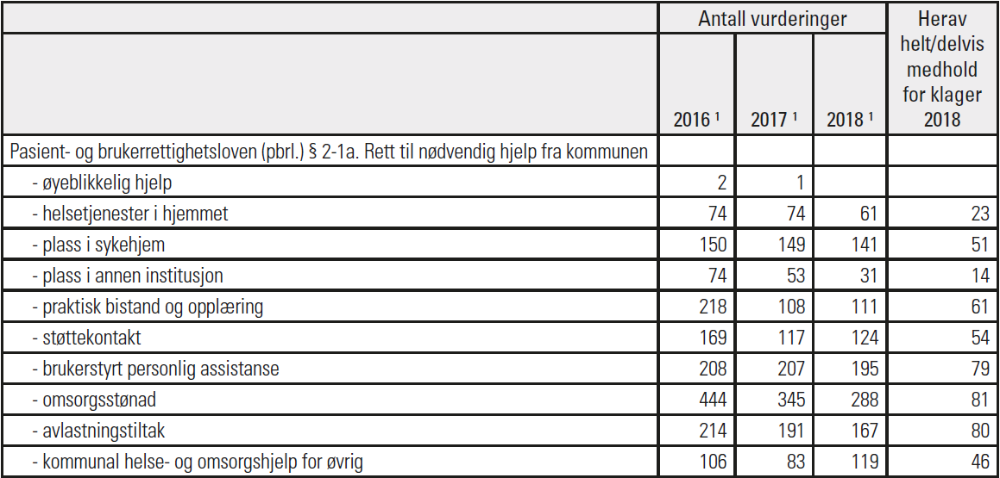 Antall vurderinger
Herav
helt/delvis
medhold
for klager
2016 ¹ 2017 ¹ 2018 ¹ 2018
Pasient- og brukerrettighetsloven (pbrl.) § 2-1a. Rett til nødvendig hjelp fra kommunen
- øyeblikkelig hjelp 2 1
- helsetjenester i hjemmet 74 74 61 23
- plass i sykehjem 150 149 141 51
- plass i annen institusjon 74 53 31 14
- praktisk bistand og opplæring 218 108 111 61
- støttekontakt 169 117 124 54
- brukerstyrt personlig assistanse 208 207 195 79
- omsorgsstønad 444 345 288 81
- avlastningstiltak 214 191 167 80
- kommunal helse- og omsorgshjelp for øvrig 106 83 119 46